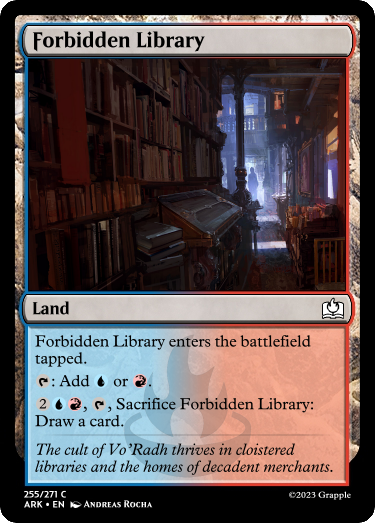 Forbidden Library
Land
Forbidden Library enters the battlefield
tapped.
: Add or .
2 , , Sacrifice Forbidden Library:
Draw a card.
The cult of Vo'Radh thrives in cloistered
libraries and the homes of decadent merchants.
255/271 C
ARK • EN Andreas Rocha
©2023 Grapple